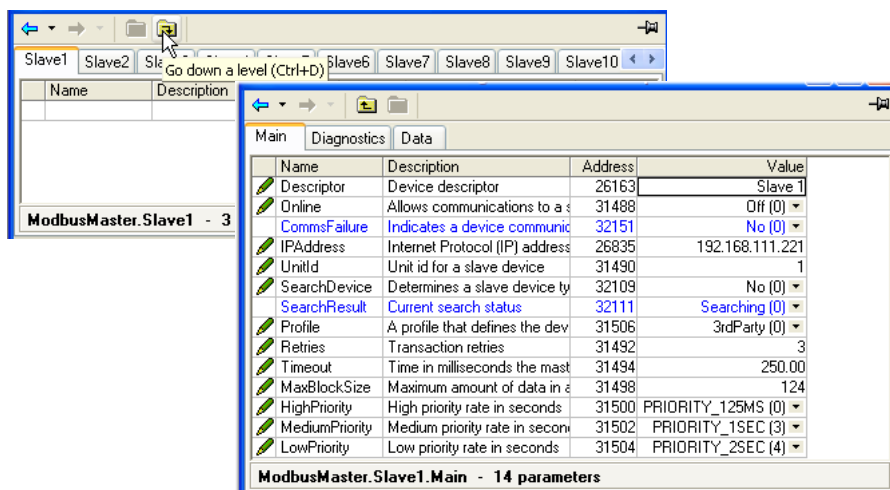 Slave1 Slave2 Slave6 Slave7 Slave8 Slave9 Slave10
Go down a level (Ctrl+D)
Name Description
ModbusMaster.Slave1 - 3
Main Diagnostics Data
Name Description Address Value
Descriptor Device descriptor 26163 Slave 1
Online Allows communications to a s 31488 Off (0)
CommsFailure Indicates a device communic 32151 No (0)
IPAddress Internet Protocol (IP) address 26835 192.168.111.221
UnitId Unit id for a slave device 31490 1
SearchDevice Determines a slave device ty 32109 No (0)
SearchResult Current search status 32111 Searching (0)
Profile A profile that defines the dev 31506 3rdParty (0)
Retries Transaction retries 31492 3
Timeout Time in milliseconds the mast 31494 250.00
MaxBlockSize Maximum amount of data in a 31498 124
HighPriority High priority rate in seconds 31500 PRIORITY_125MS (0)
MediumPriority Medium priority rate in secon 31502 PRIORITY_1SEC (3)
LowPriority Low priority rate in seconds 31504 PRIORITY_2SEC (4)
ModbusMaster.Slave1.Main - 14 parameters